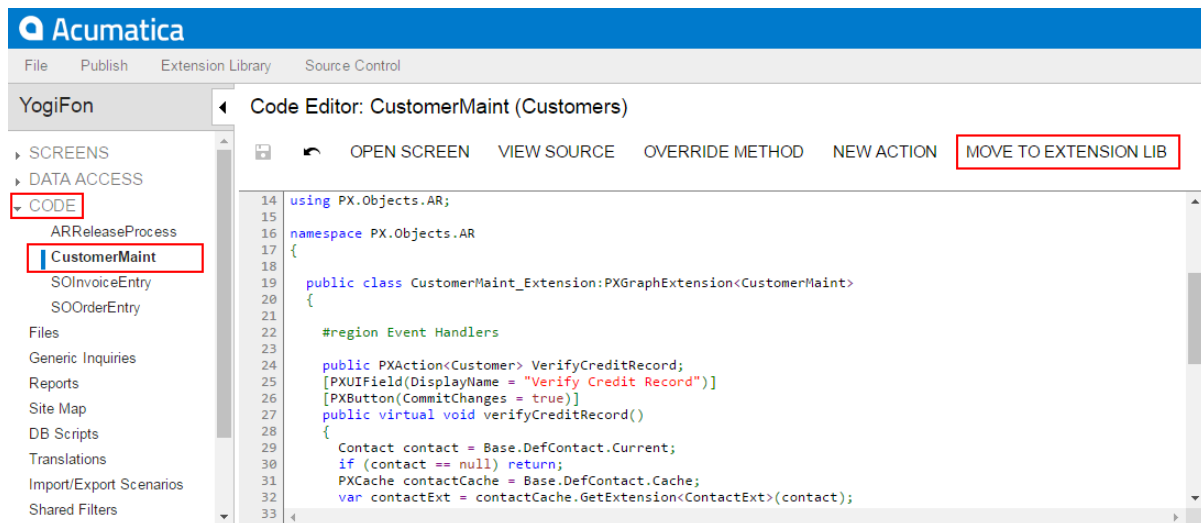 Acumatica
File Publish Extension Library Source Control
YogiFon
Code Editor: CustomerMaint (Customers)
OPEN SCREEN VIEW SOURCE OVERRIDE METHOD NEW ACTION MOVE TO EXTENSION LIB
SCREENS
DATA ACCESS
CODE
ARReleaseProcess
CustomerMaint
SOInvoiceEntry
SOOrderEntry
Files
Generic Inquiries
Reports
Site Map
DB Scripts
Translations
Import/Export Scenarios
Shared Filters
14 using PX.Objects.AR;
15
16 namespace PX.Objects.AR
17 {
18
19 public class CustomerMaint_Extension:PXGraphExtension<CustomerMaint>
20 {
21
22 #region Event Handlers
23
24 public PXAction<Customer> VerifyCreditRecord;
25 [PXUIField(DisplayName = "Verify Credit Record")]
26 [PXButton(CommitChanges = true)]
27 public virtual void verifyCreditRecord()
28 {
29 Contact contact = Base.DefContact.Current;
30 if (contact == null) return;
31 PXCache contactCache = Base.DefContact.Cache;
32 var contactExt = contactCache.GetExtension<ContactExt>(contact);
33